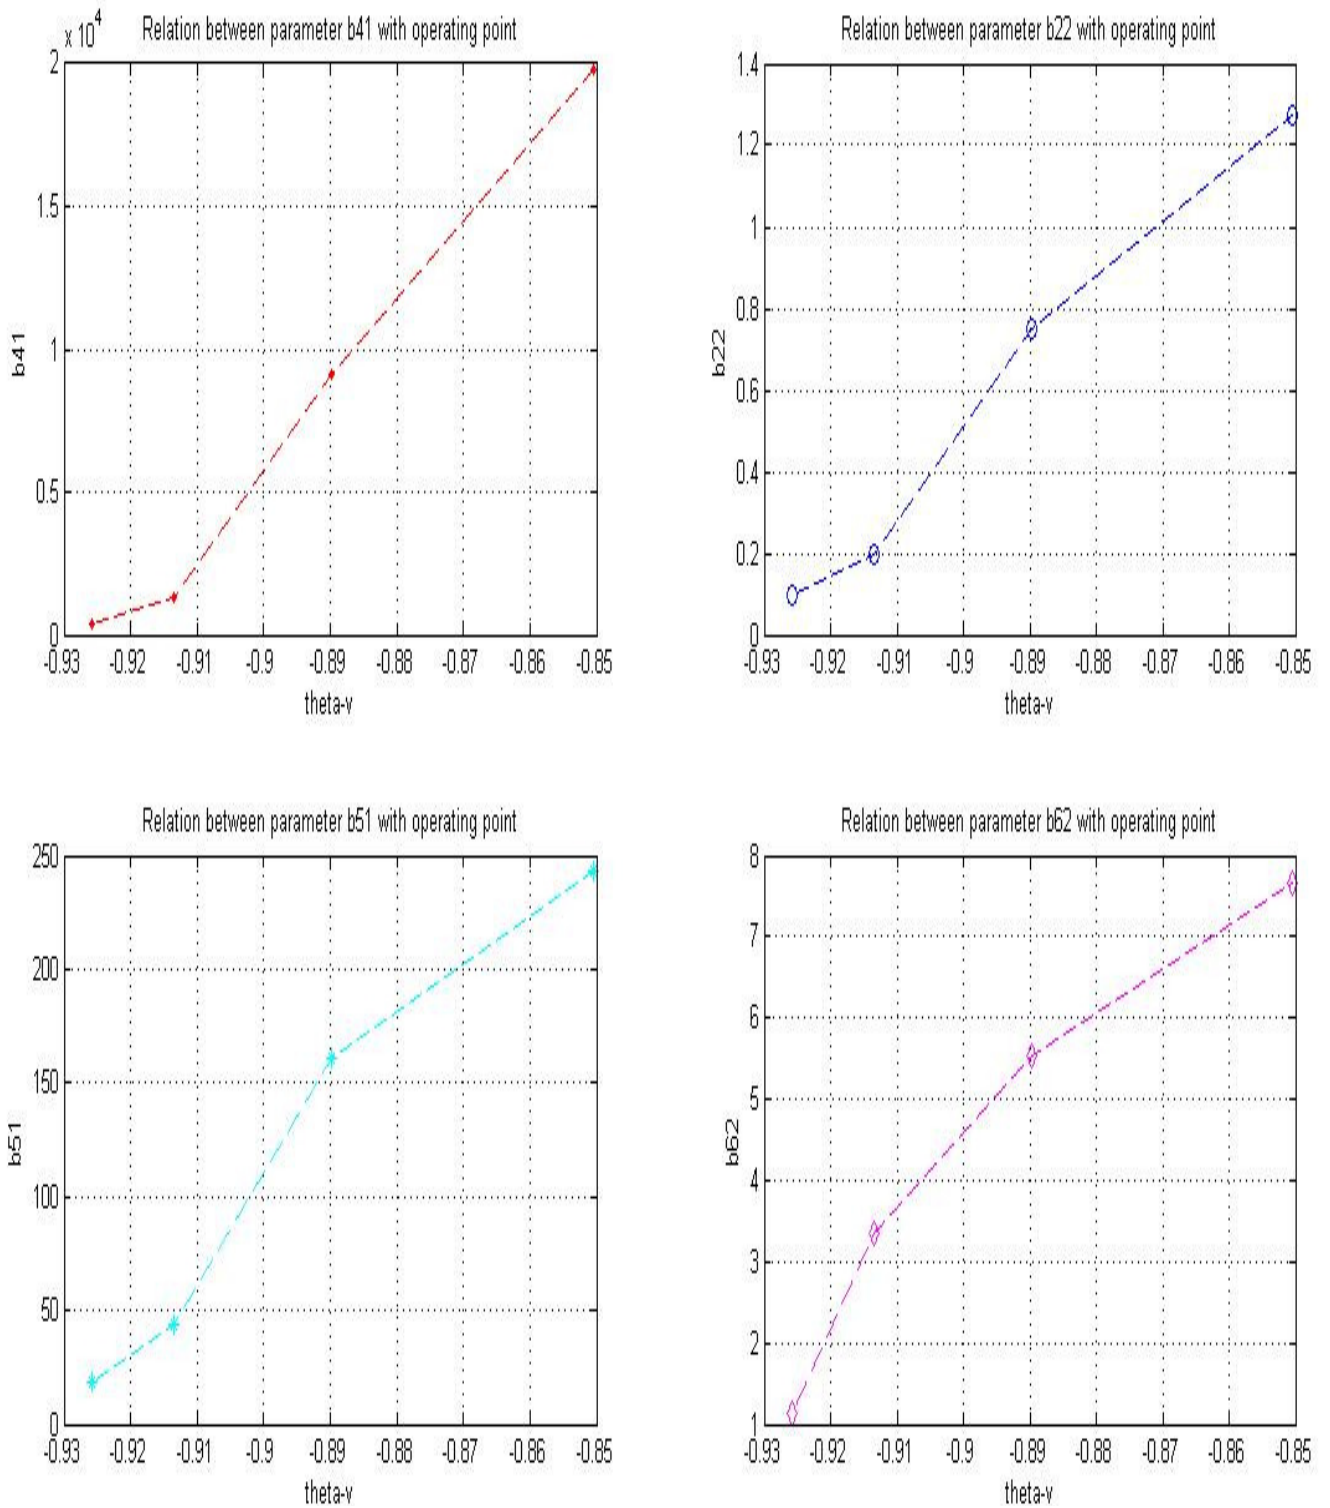 x 10⁴
Relation between parameter b41 with operating point
2
1.5
1
0.5
0
b41
-0.93 -0.92 -0.91 -0.9 -0.89 -0.88 -0.87 -0.86 -0.85
theta-v
Relation between parameter b22 with operating point
1.4
1.2
1
0.8
0.6
0.4
0.2
0
b22
-0.93 -0.92 -0.91 -0.9 -0.89 -0.88 -0.87 -0.86 -0.85
theta-v
Relation between parameter b51 with operating point
250
200
150
100
50
0
b51
-0.93 -0.92 -0.91 -0.9 -0.89 -0.88 -0.87 -0.86 -0.85
theta-v
Relation between parameter b62 with operating point
8
7
6
5
4
3
2
1
b62
-0.93 -0.92 -0.91 -0.9 -0.89 -0.88 -0.87 -0.86 -0.85
theta-v